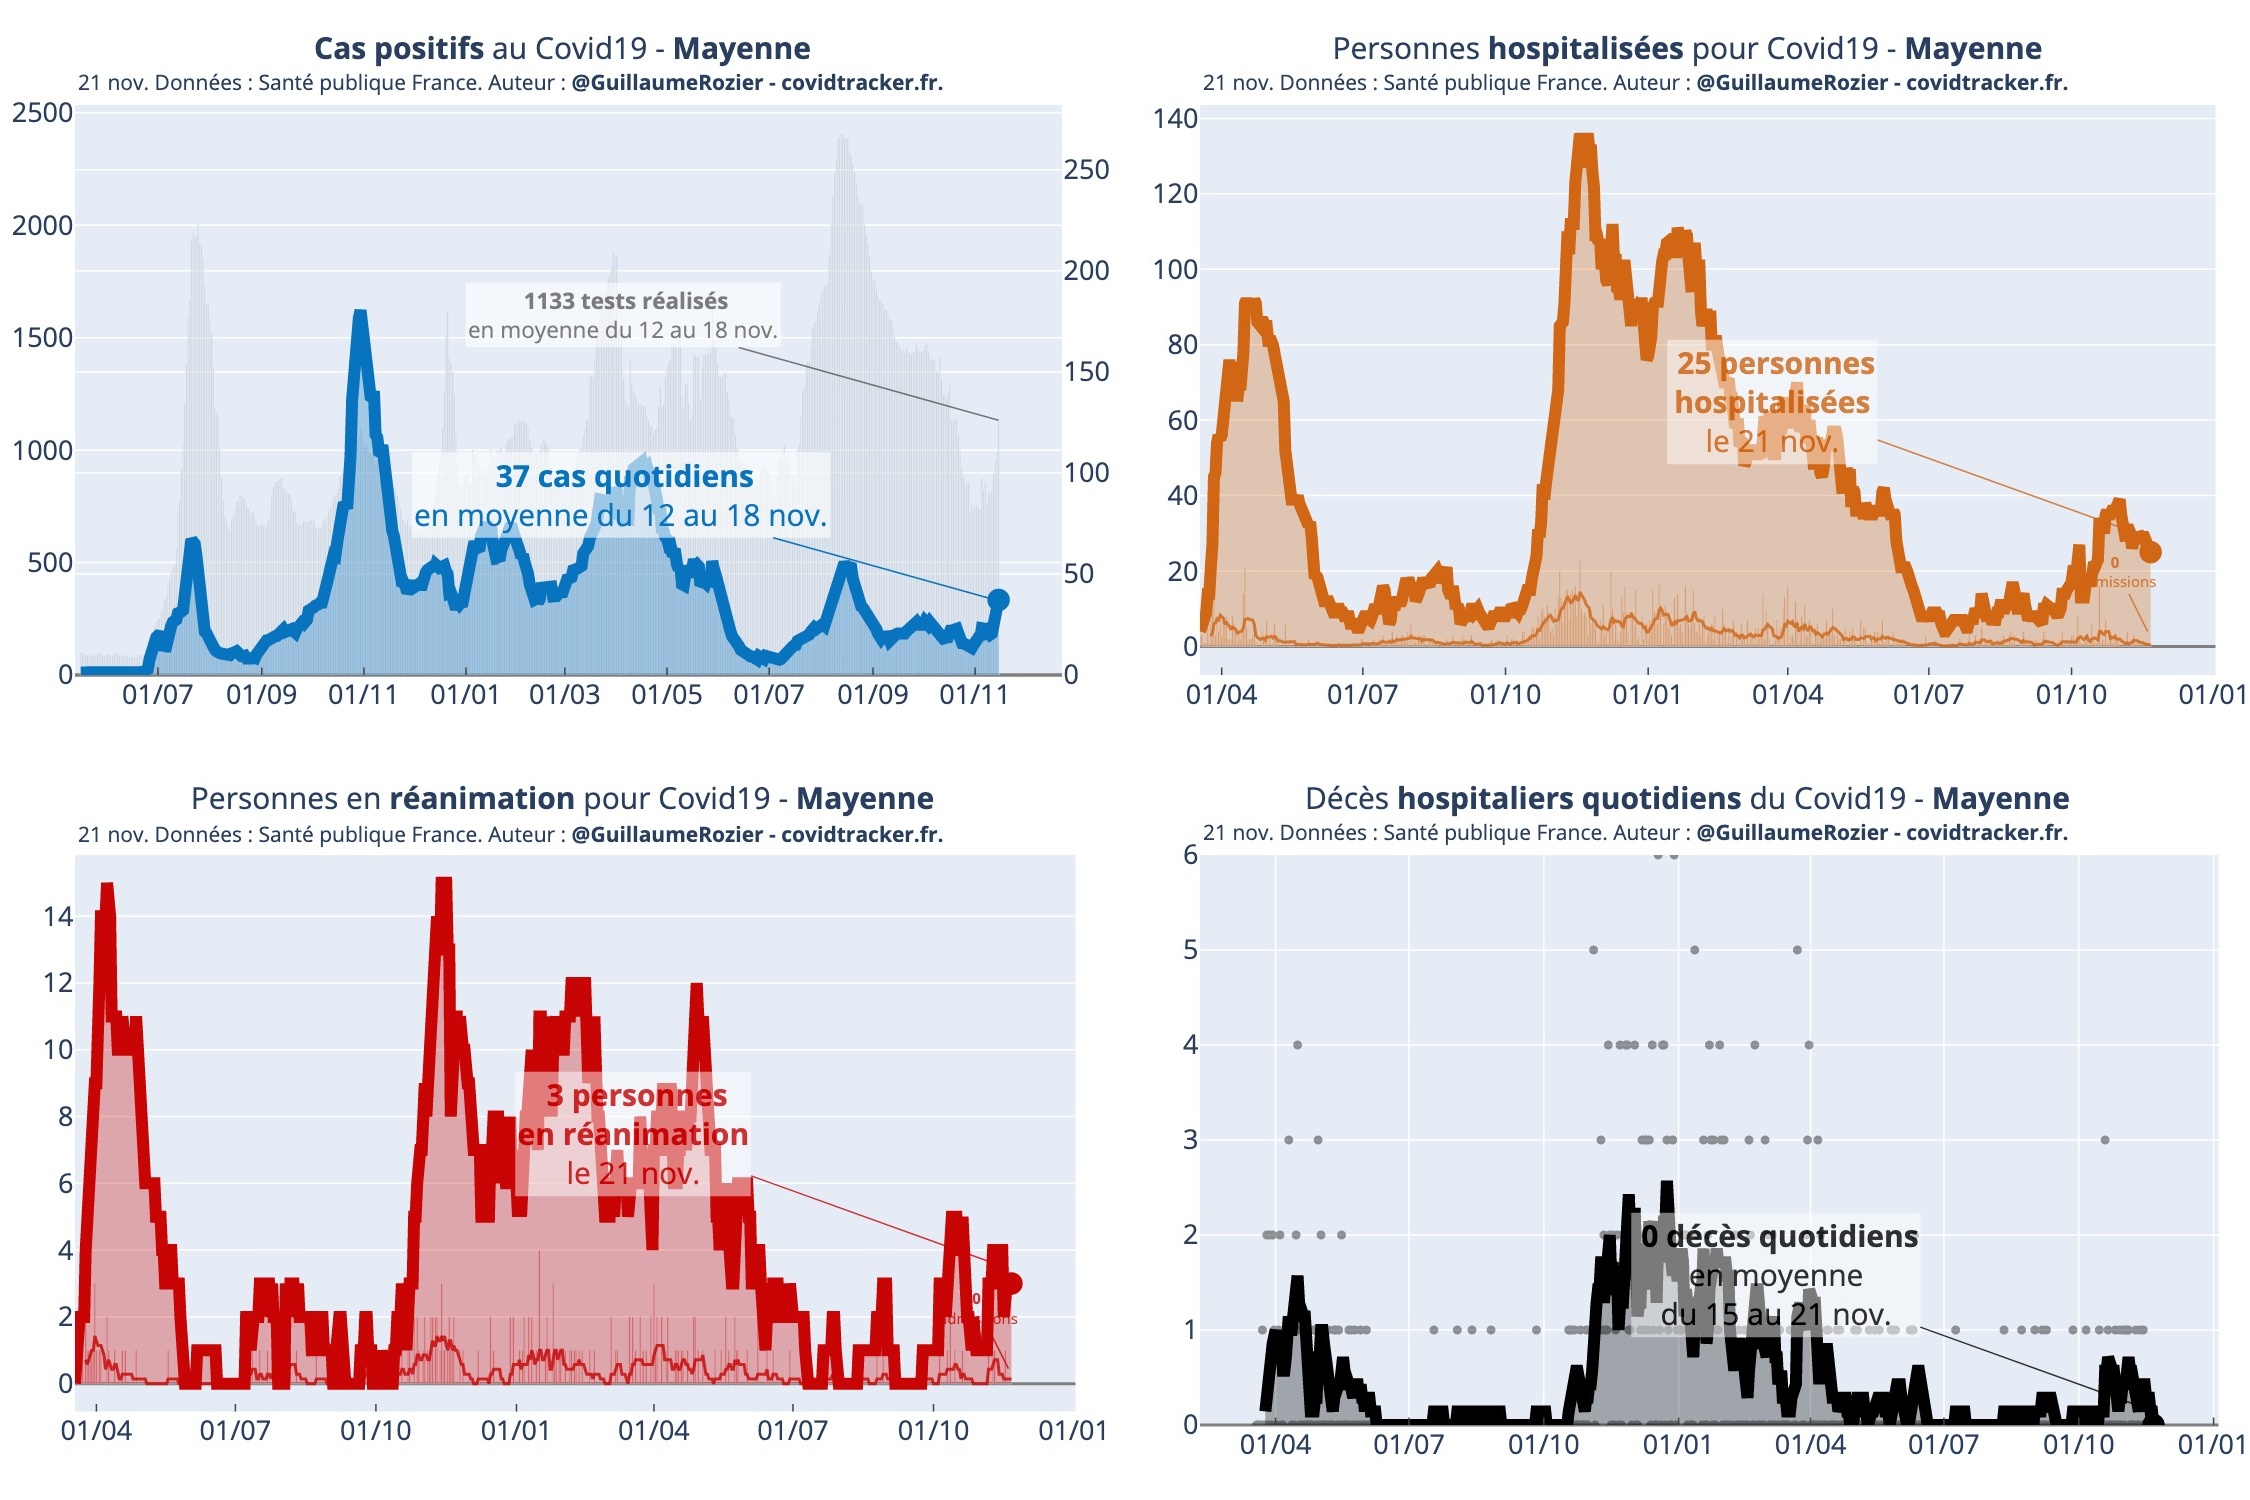 Cas positifs au Covid19 - Mayenne
21 nov. Données : Santé publique France. Auteur : @GuillaumeRozier - covidtracker.fr.
2500
2000
1500
1000
500
0
250
200
150
100
50
0
1133 tests réalisés
en moyenne du 12 au 18 nov.
37 cas quotidiens
en moyenne du 12 au 18 nov.
01/07 01/09 01/11 01/01 01/03 01/05 01/07 01/09 01/11
Personnes hospitalisées pour Covid19 - Mayenne
21 nov. Données : Santé publique France. Auteur : @GuillaumeRozier - covidtracker.fr.
140
120
100
80
60
40
20
0
25 personnes
hospitalisées
le 21 nov.
0
01/04 01/07 01/10 01/01 01/04 01/07 01/10 01/01
Personnes en réanimation pour Covid19 - Mayenne
21 nov. Données : Santé publique France. Auteur : @GuillaumeRozier - covidtracker.fr.
14
12
10
8
6
4
2
0
3 personnes
en réanimation
le 21 nov.
0
01/04 01/07 01/10 01/01 01/04 01/07 01/10 01/01
Décès hospitaliers quotidiens du Covid19 - Mayenne
21 nov. Données : Santé publique France. Auteur : @GuillaumeRozier - covidtracker.fr.
6
5
4
3
2
1
0
0 décès quotidiens
en moyenne
du 15 au 21 nov.
01/04 01/07 01/10 01/01 01/04 01/07 01/10 01/01